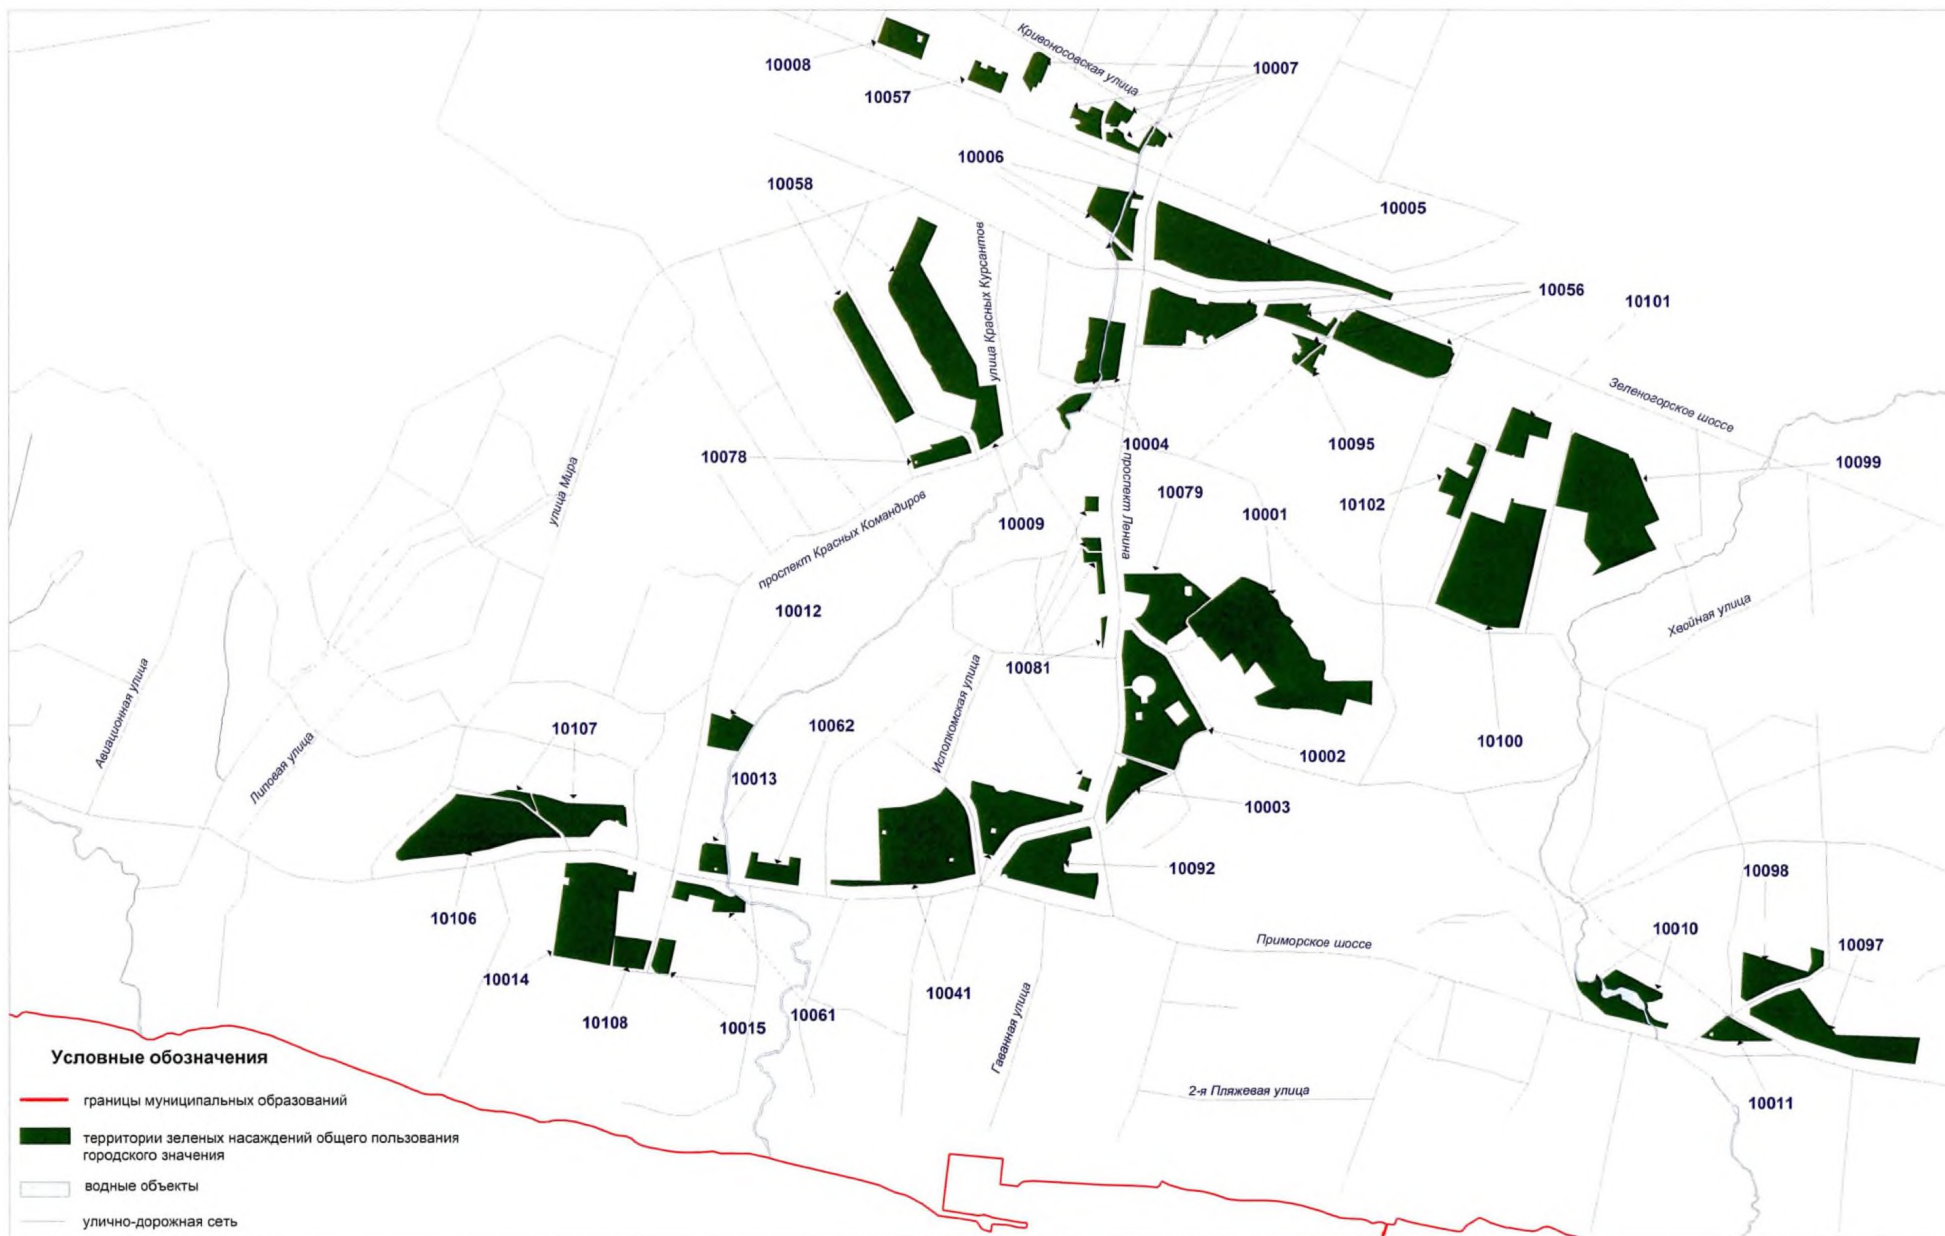 Кривоносовская улица
10008
10007
10057
10006
10058
10005
10056
10101
улица Красных Курсантов
Зеленогорское шоссе
10004
10095
10078
10099
10079
10102
10001
10009
улица Мира
проспект Ленина
проспект Красных Командиров
10012
Хвойная улица
10081
Авиационная улица
Исполкомская улица
10107
10062
10002
10100
Липовая улица
10013
10003
10092
10098
10106
10010
Приморское шоссе
10097
10014
10041
10061
10108
10015
Гаванная улица
2-я Пляжевая улица
10011
Условные обозначения
границы муниципальных образований
территории зеленых насаждений общего пользования
городского значения
водные объекты
улично-дорожная сеть